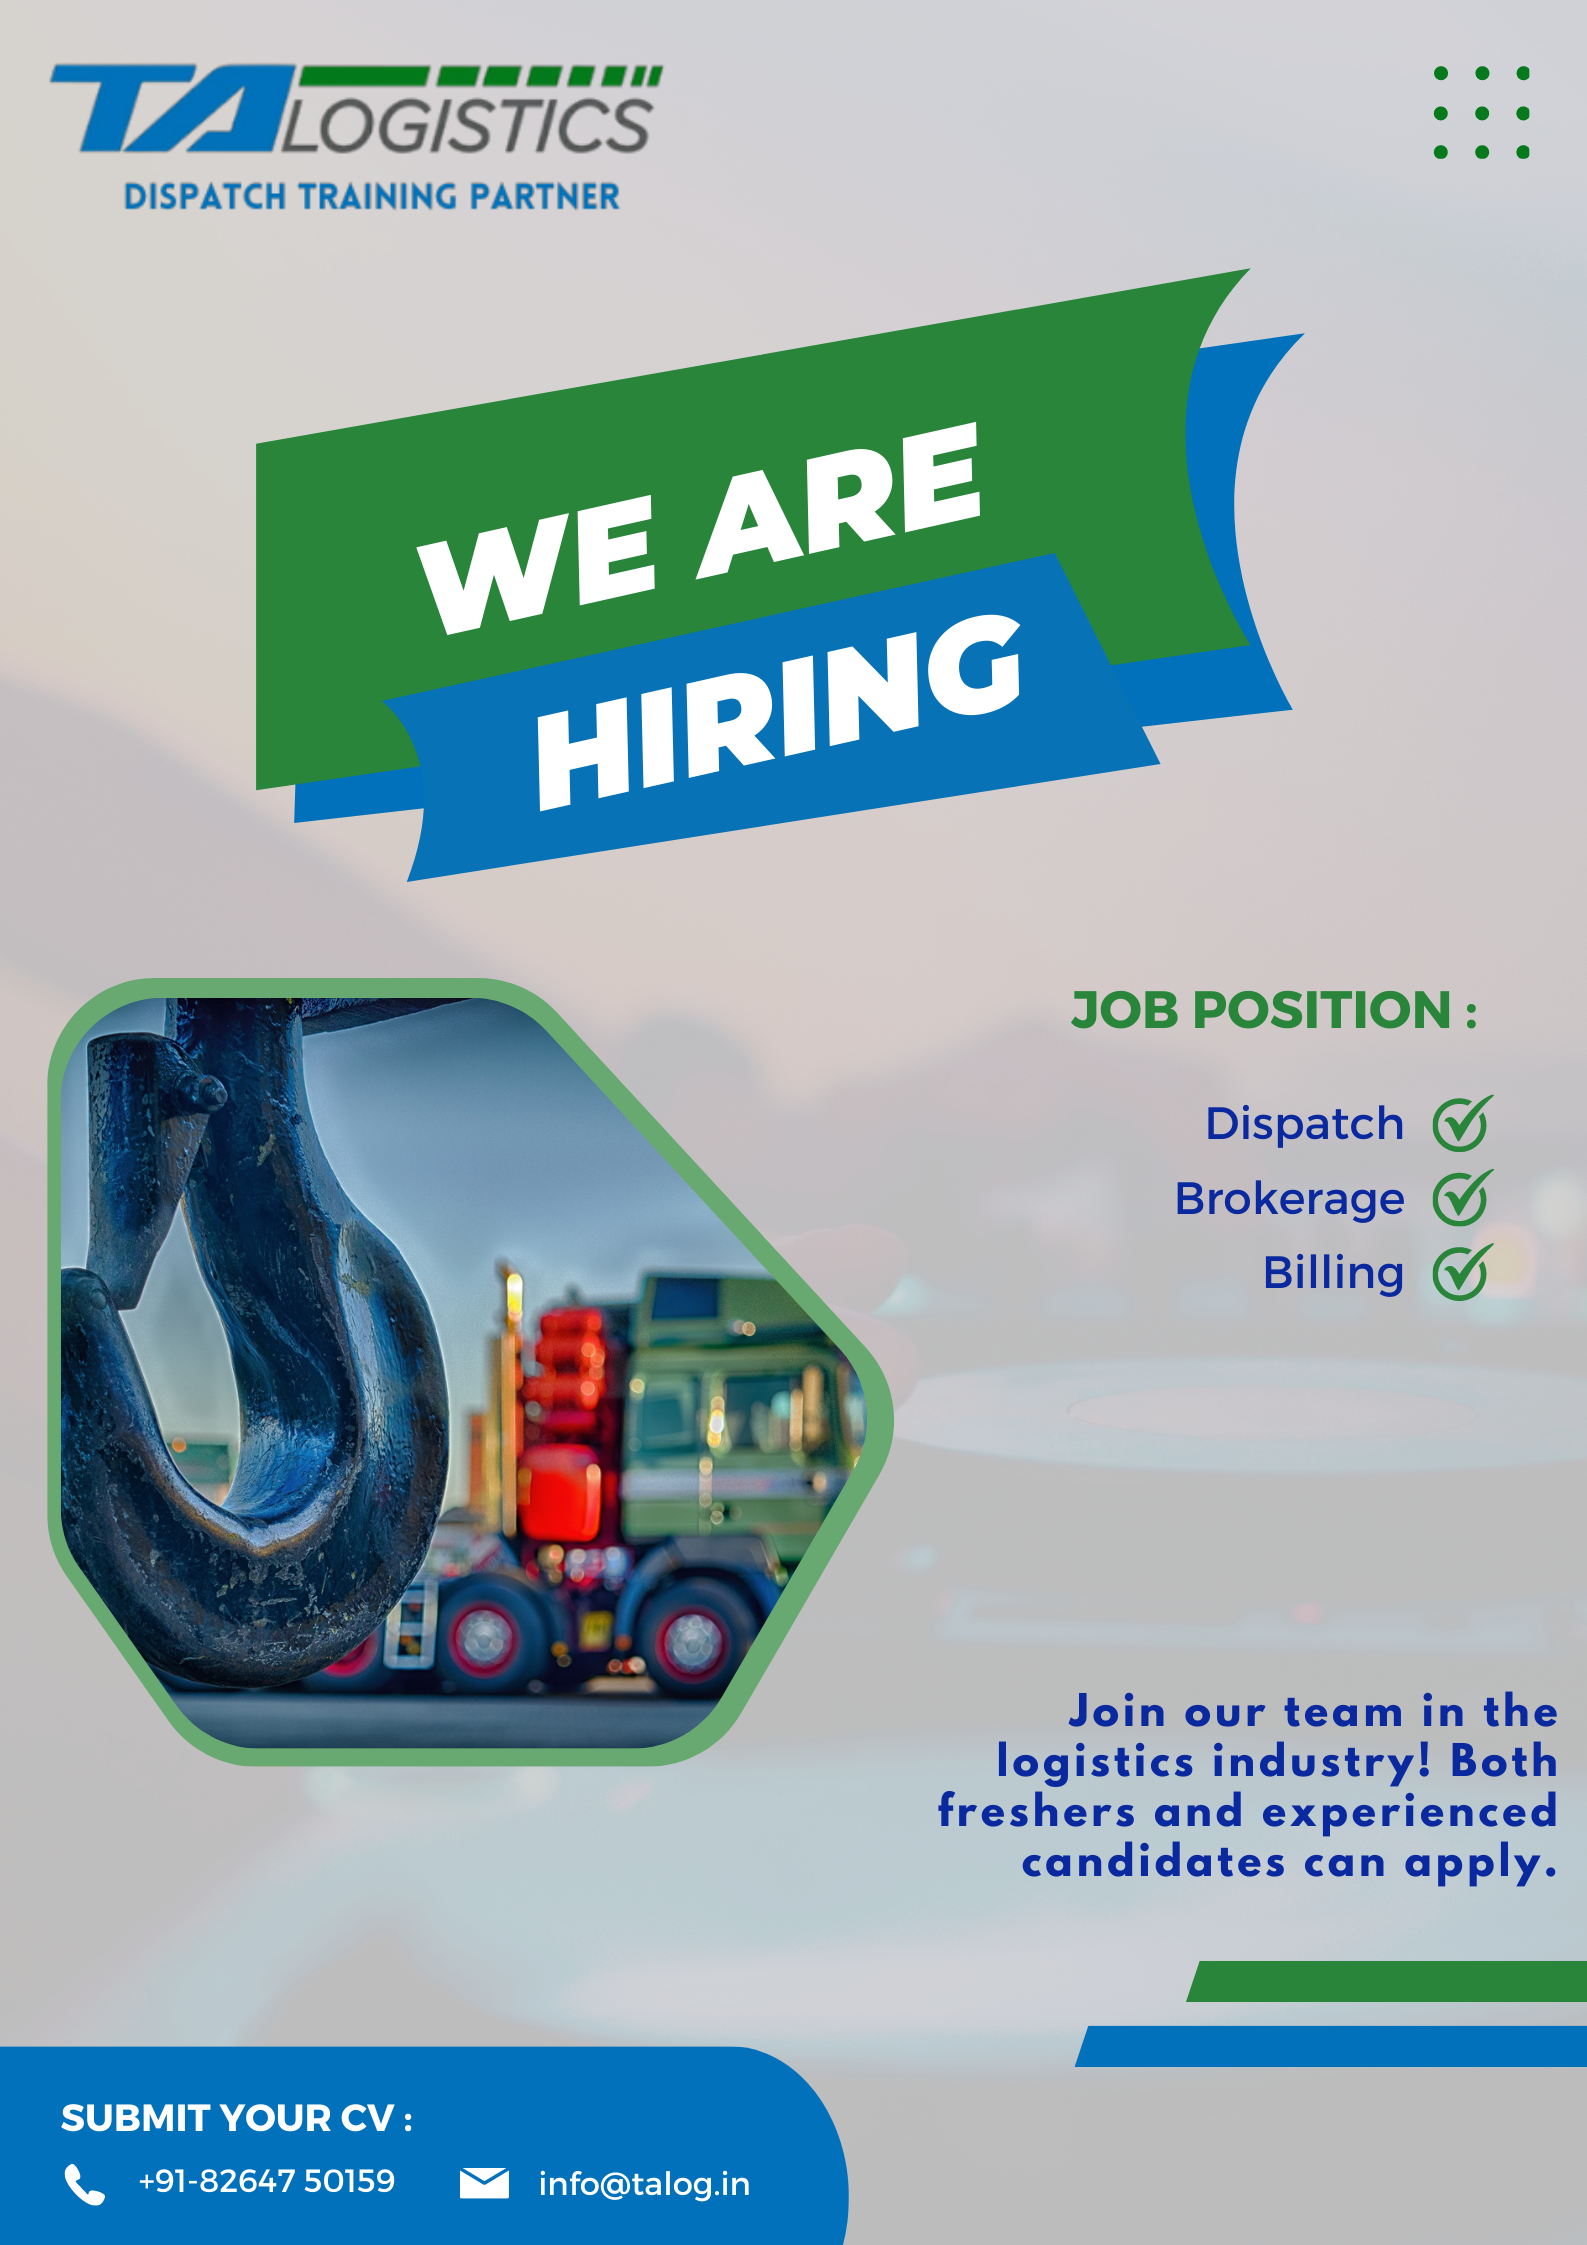 TA LOGISTICS
DISPATCH TRAINING PARTNER
WE ARE
HIRING
JOB POSITION :
Dispatch
Brokerage
Billing
Join our team in the
logistics industry! Both
freshers and experienced
candidates can apply.
SUBMIT YOUR CV :
+91-82647 50159
info@talog.in